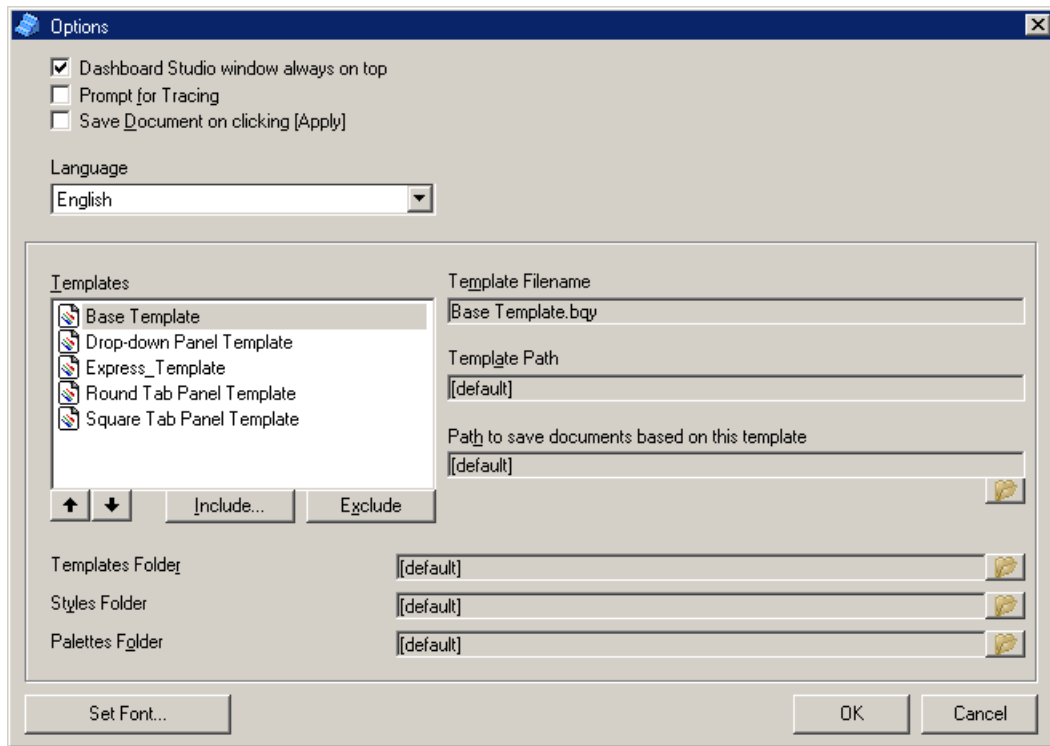 Options
Dashboard Studio window always on top
Prompt for Tracing
Save Document on clicking [Apply]
Language
English
Templates
Base Template
Drop-down Panel Template
Express_Template
Round Tab Panel Template
Square Tab Panel Template
Include...
Exclude
Template Filename
Base Template.bqy
Template Path
[default]
Path to save documents based on this template
[default]
Templates Folder
[default]
Styles Folder
[default]
Palettes Folder
[default]
Set Font...
OK
Cancel